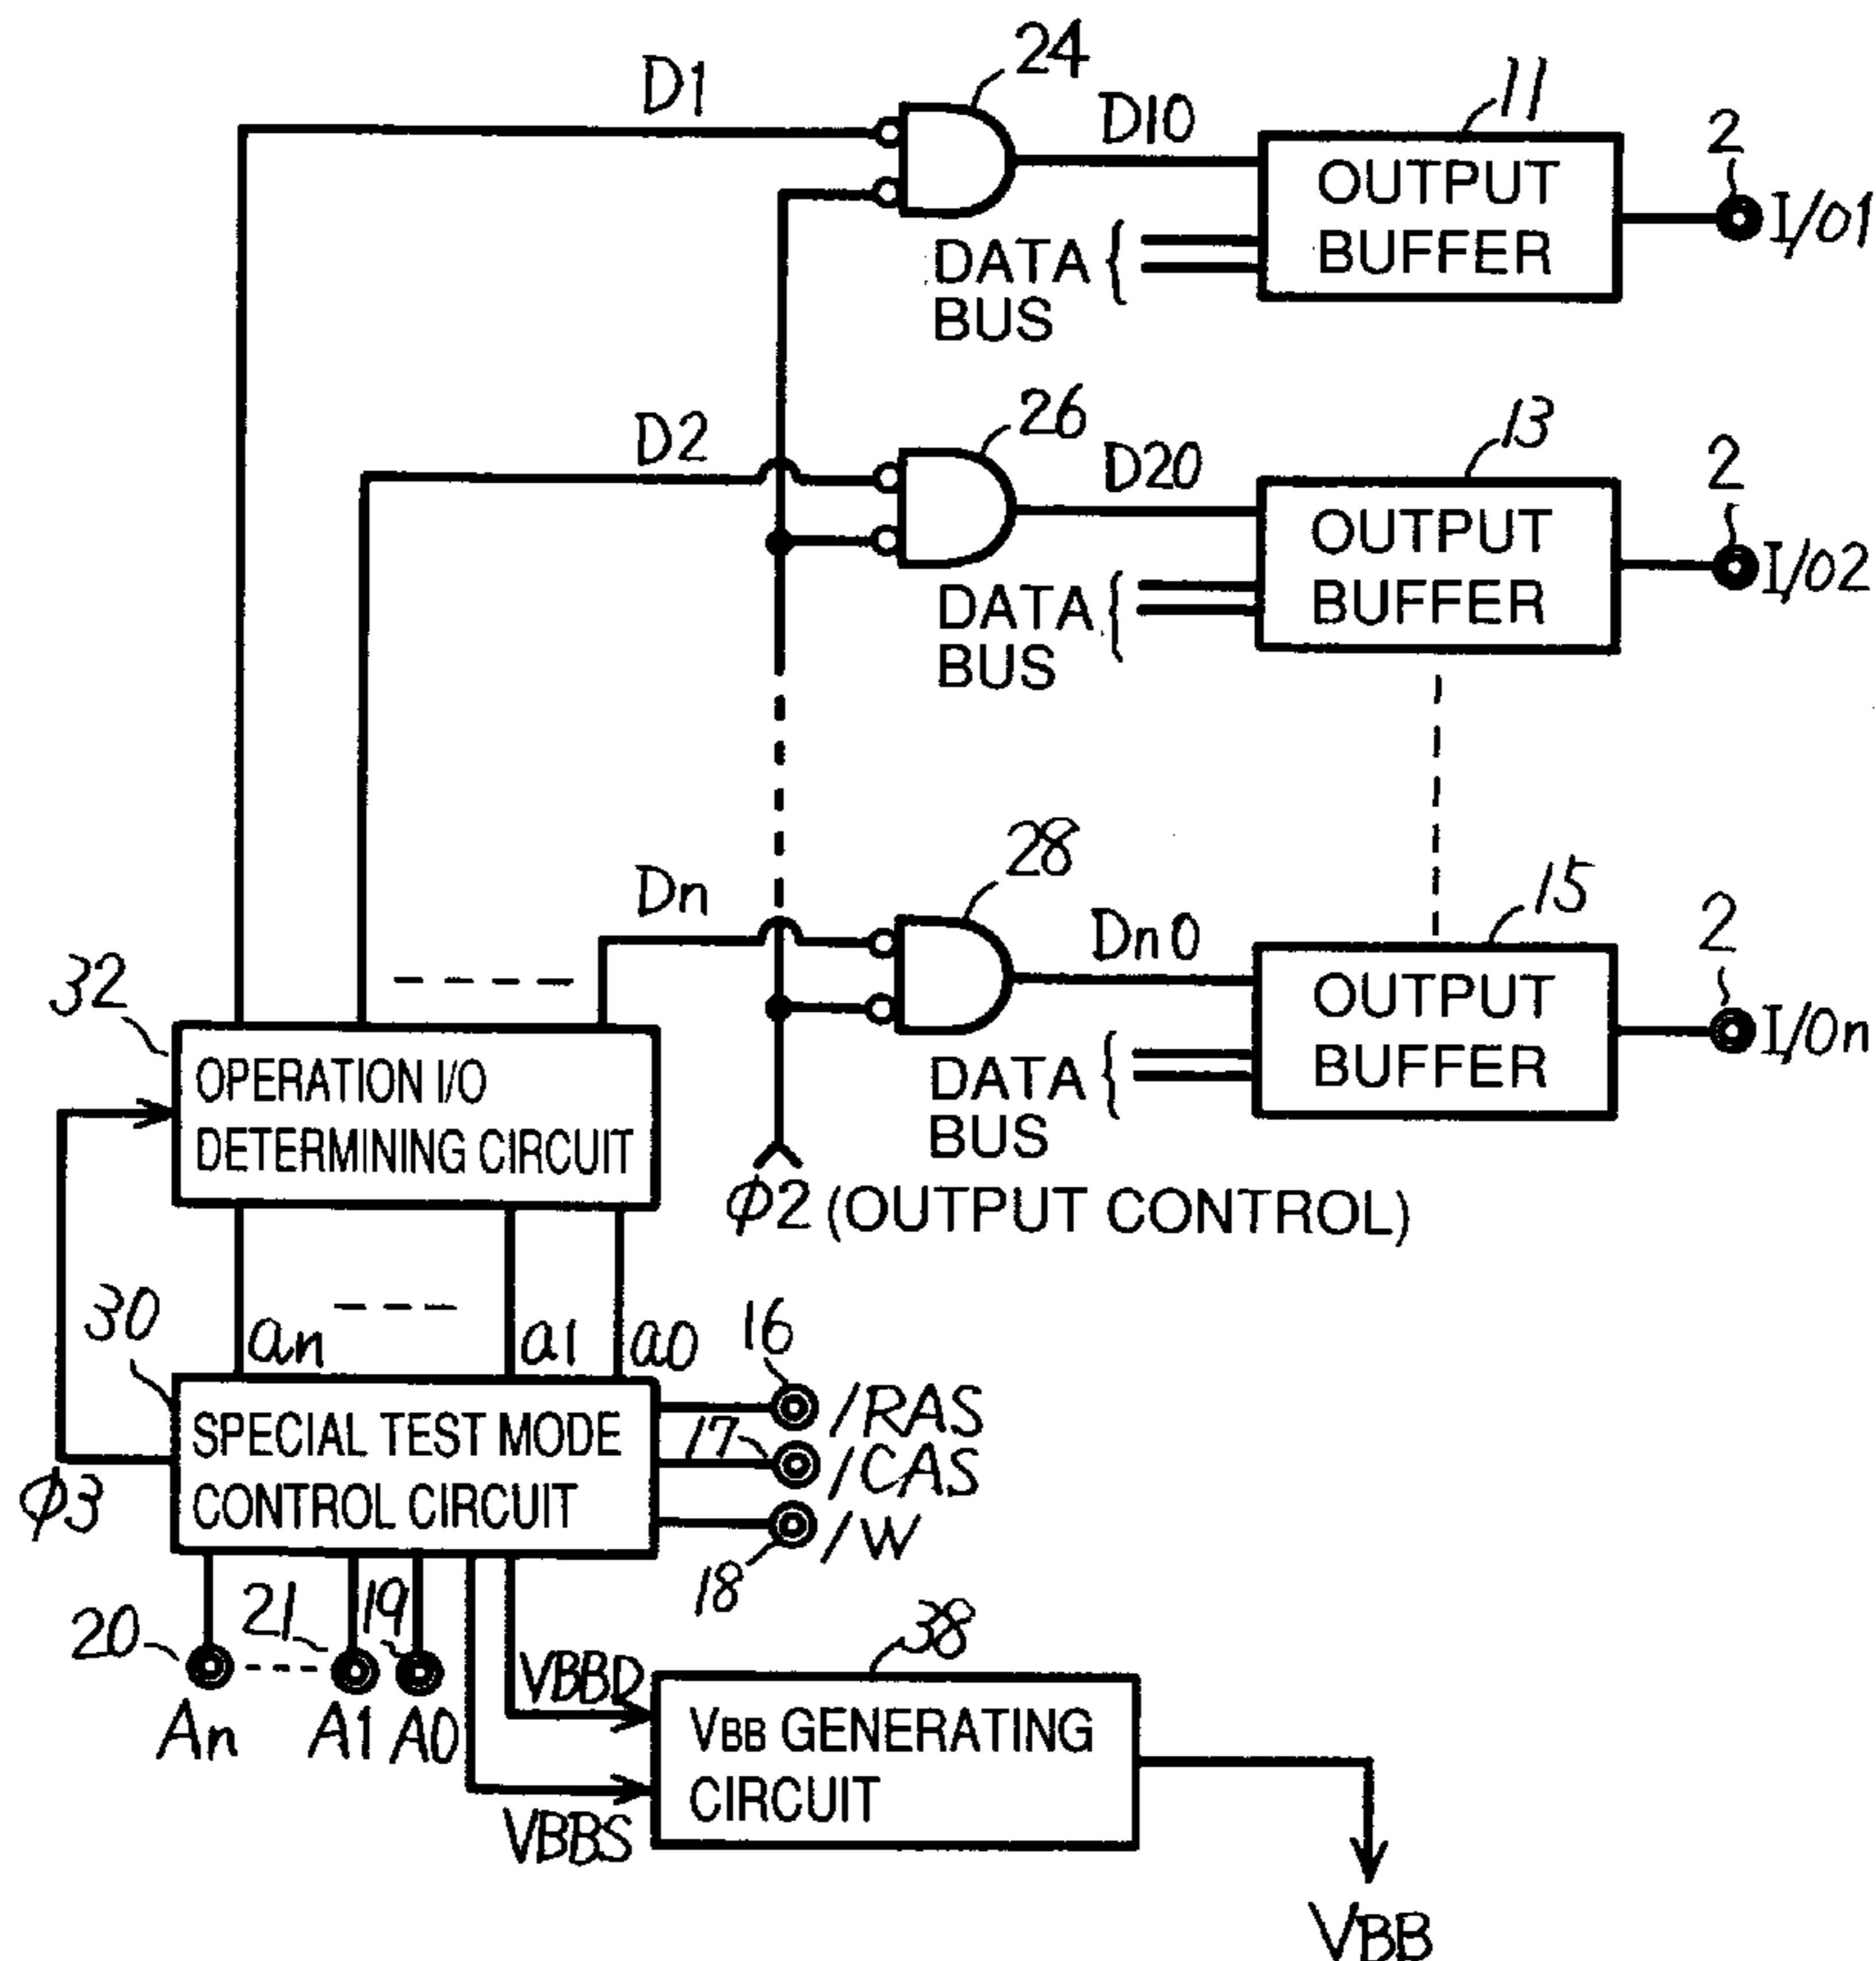 24
D1
D10
11
2
OUTPUT
BUFFER
I/O1
DATA
BUS
26
D2
D20
13
2
OUTPUT
BUFFER
I/O2
DATA
BUS
28
Dn
Dn0
15
2
OUTPUT
BUFFER
I/On
DATA
BUS
32
OPERATION I/O
DETERMINING CIRCUIT
φ2 (OUTPUT CONTROL)
30
an
a1
a0
16
/RAS
SPECIAL TEST MODE
CONTROL CIRCUIT
17
/CAS
φ3
/W
18
20
21
19
An
A1
A0
38
VBBD
VBB GENERATING
CIRCUIT
VBBS
VBB